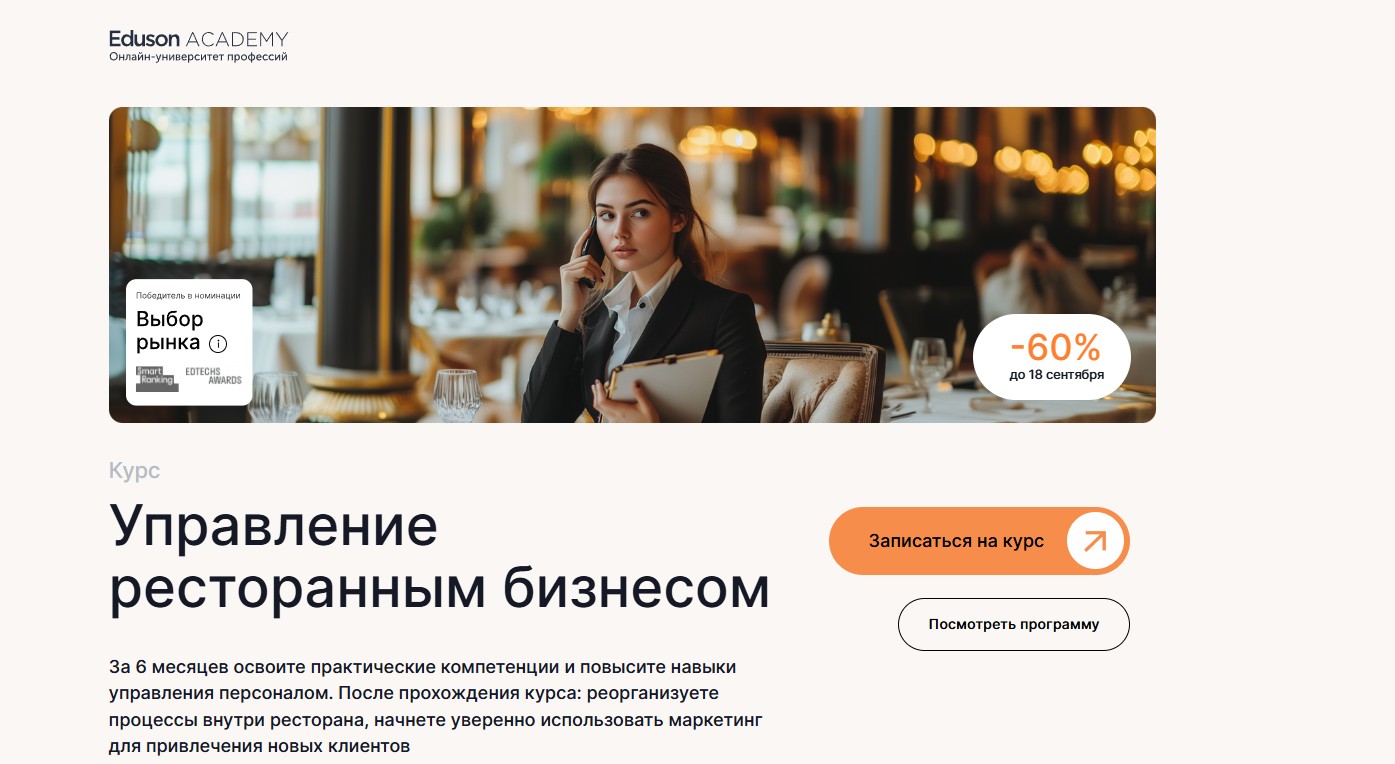 Eduson ACADEMY
Онлайн-университет профессий
Победитель в номинации
Выбор
рынка
Smart
Ranking
EDTECHS
AWARDS
-60%
до 18 сентября
Курс
Управление
ресторанным бизнесом
Записаться на курс
Посмотреть программу
За 6 месяцев освоите практические компетенции и повысите навыки
управления персоналом. После прохождения курса: реорганизуете
процессы внутри ресторана, начнете уверенно использовать маркетинг
для привлечения новых клиентов